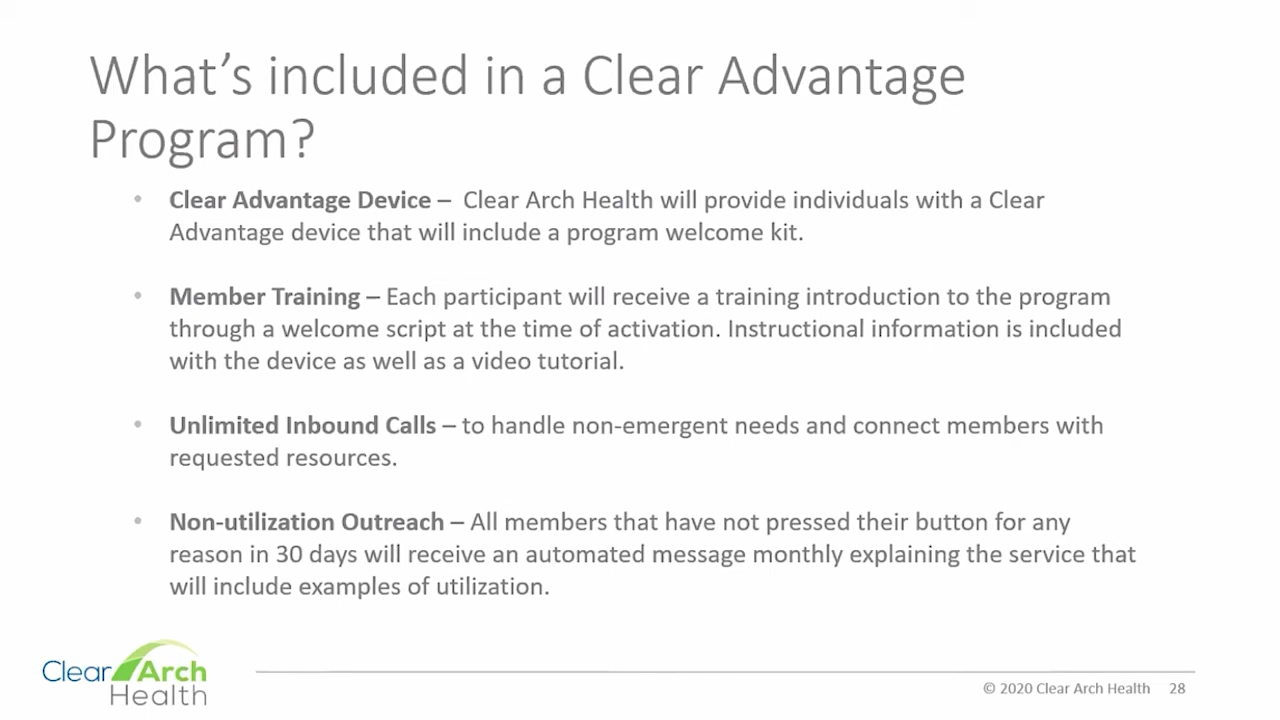 What's included in a Clear Advantage
Program?
• Clear Advantage Device – Clear Arch Health will provide individuals with a Clear
Advantage device that will include a program welcome kit.
• Member Training – Each participant will receive a training introduction to the program
through a welcome script at the time of activation. Instructional information is included
with the device as well as a video tutorial.
• Unlimited Inbound Calls – to handle non-emergent needs and connect members with
requested resources.
• Non-utilization Outreach – All members that have not pressed their button for any
reason in 30 days will receive an automated message monthly explaining the service that
will include examples of utilization.
Clear Arch
Health
© 2020 Clear Arch Health 28